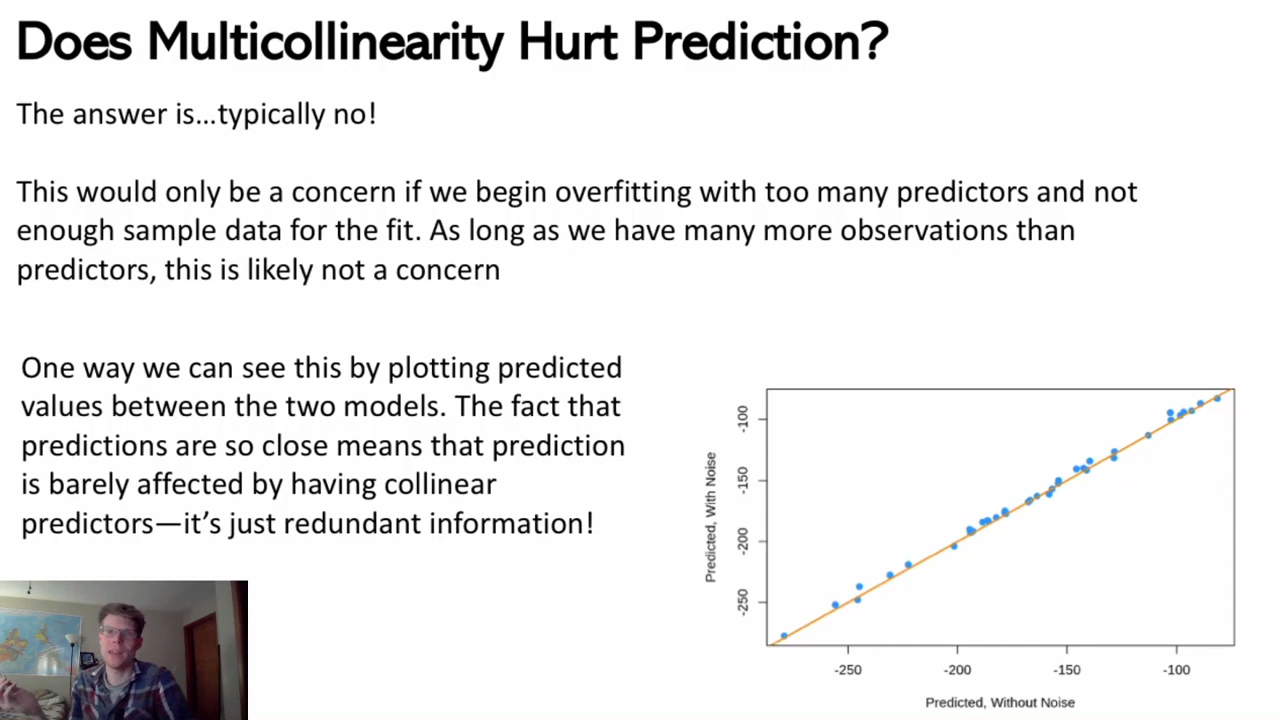 Does Multicollinearity Hurt Prediction?
The answer is...typically no!
This would only be a concern if we begin overfitting with too many predictors and not
enough sample data for the fit. As long as we have many more observations than
predictors, this is likely not a concern
One way we can see this by plotting predicted
values between the two models. The fact that
predictions are so close means that prediction
is barely affected by having collinear
predictors—it's just redundant information!
Predicted, With Noise
-100
-150
-200
-250
-250 -200 -150 -100
Predicted, Without Noise